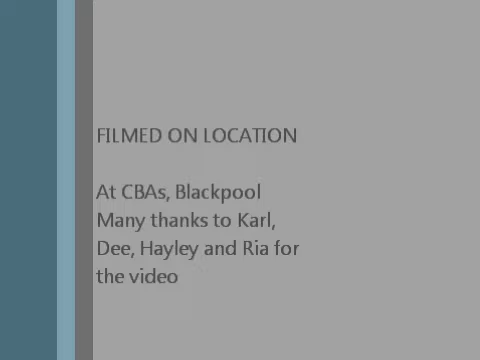 FILMED ON LOCATION
At CBAs, Blackpool
Many thanks to Karl,
Dee, Hayley and Ria for
the video